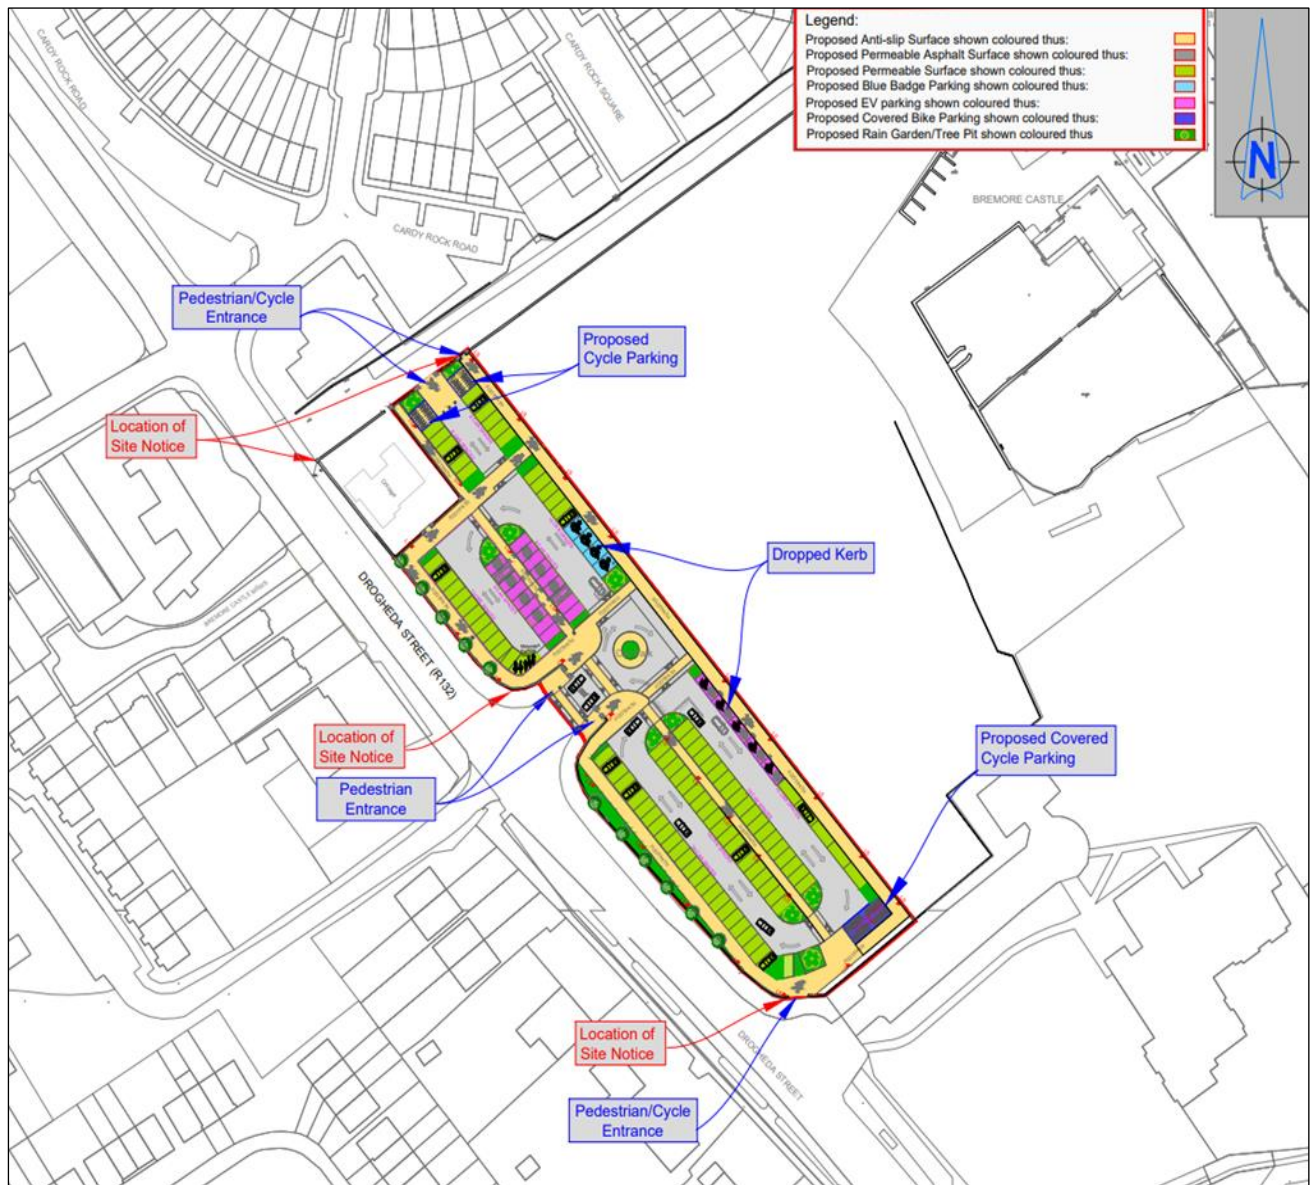 Legend:
Proposed Anti-slip Surface shown coloured thus:
Proposed Permeable Asphalt Surface shown coloured thus:
Proposed Permeable Surface shown coloured thus:
Proposed Blue Badge Parking shown coloured thus:
Proposed EV parking shown coloured thus:
Proposed Covered Bike Parking shown coloured thus:
Proposed Rain Garden/Tree Pit shown coloured thus
N
CARDY ROCK ROAD
CARDY ROCK SQUARE
BREMORE CASTLE
CARDY ROCK ROAD
Pedestrian/Cycle
Entrance
Proposed
Cycle Parking
Location of
Site Notice
Dropped Kerb
DROGHEDA STREET (R132)
Location of
Site Notice
Pedestrian
Entrance
Proposed Covered
Cycle Parking
Location of
Site Notice
DROGHEDA STREET
Pedestrian/Cycle
Entrance